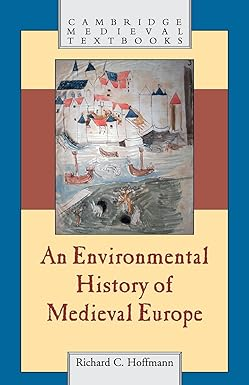 CAMBRIDGE
MEDIEVAL
TEXTBOOKS
An Environmental
History of
Medieval Europe
Richard C. Hoffmann